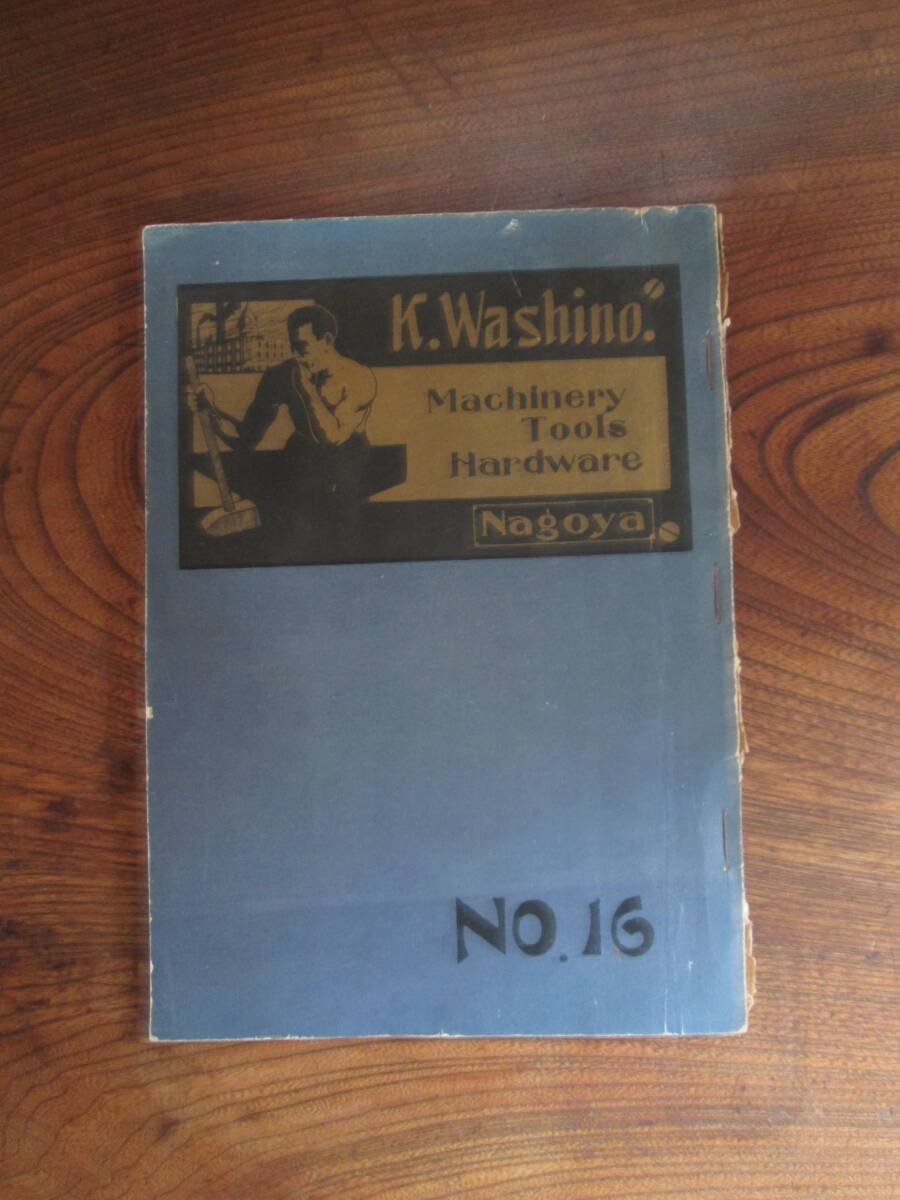 K. Washino.
Machinery
Tools
Hardware
Nagoya
NO. 16